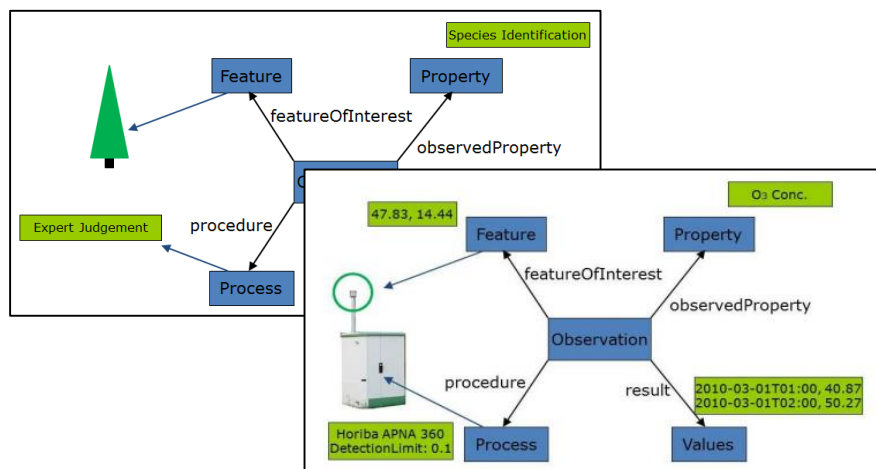 Species Identification
Feature
Property
featureOfInterest
observedProperty
Expert Judgement
procedure
Process
O₃ Conc.
47.83, 14.44
Feature
Property
featureOfInterest
observedProperty
Observation
procedure
result
2010-03-01T01:00, 40.87
2010-03-01T02:00, 50.27
Horiba APNA 360
DetectionLimit: 0.1
Process
Values